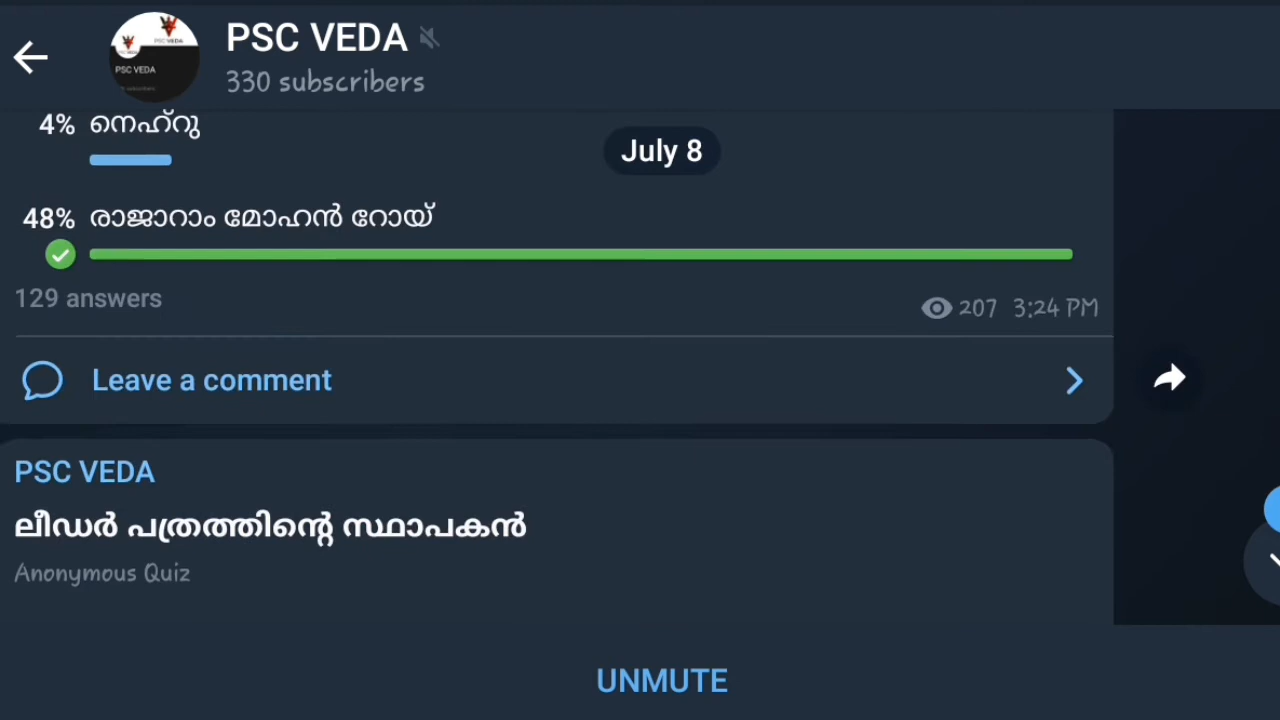 PSC VEDA
330 subscribers
4% നെഹ്റു
July 8
48% രാജാറാം മോഹൻ റോയ്
129 answers
207 3:24 PM
Leave a comment
PSC VEDA
ലീഡർ പത്രത്തിന്റെ സ്ഥാപകൻ
Anonymous Quiz
UNMUTE